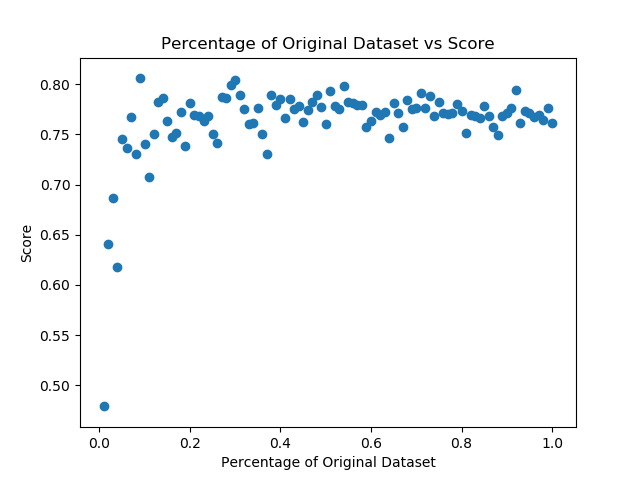 Percentage of Original Dataset vs Score
0.80
0.75
0.70
0.65
0.60
0.55
0.50
Score
0.0 0.2 0.4 0.6 0.8 1.0
Percentage of Original Dataset